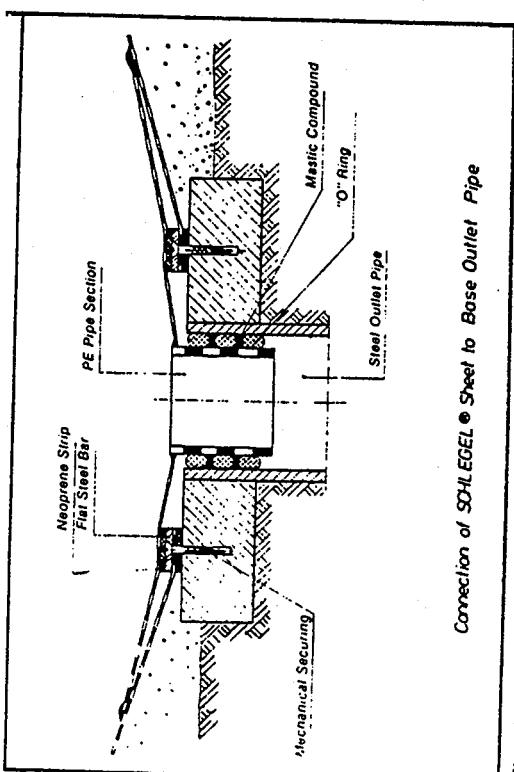 Neoprene Strip
Flat Steel Bar
PE Pipe Section
Mechanical Securing
Steel Outlet Pipe
"O" Ring
Mastic Compound
Connection of SCHLEGEL ® Sheet to Base Outlet Pipe